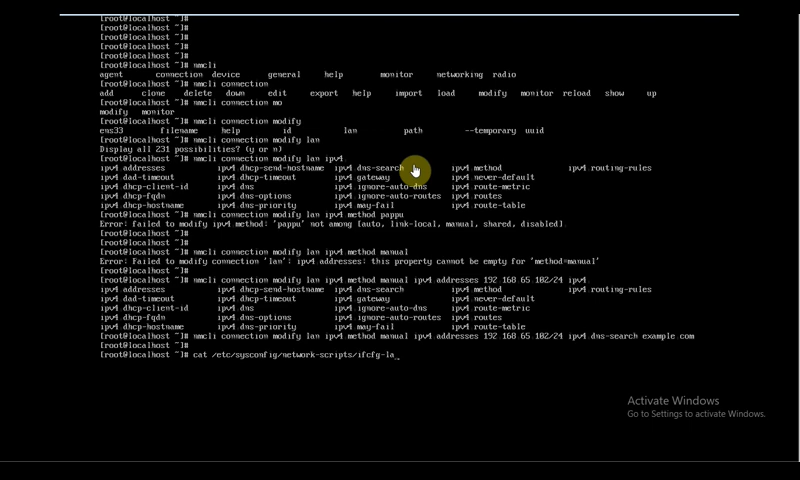 [root@localhost ~]#
[root@localhost ~]#
[root@localhost ~]#
[root@localhost ~]#
[root@localhost ~]#
[root@localhost ~]# nmcli
agent connection device general help monitor networking radio
[root@localhost ~]# nmcli connection
add clone delete down edit export help import load modify monitor reload show up
[root@localhost ~]# nmcli connection mo
modify monitor
[root@localhost ~]# nmcli connection modify
ens33 filename help id lan path --temporary uuid
[root@localhost ~]# nmcli connection modify lan
Display all 231 possibilities? (y or n)
[root@localhost ~]# nmcli connection modify lan ipv4.
ipv4.addresses ipv4.dhcp-send-hostname ipv4.dns-search ipv4.method ipv4.routing-rules
ipv4.dad-timeout ipv4.dhcp-timeout ipv4.gateway ipv4.never-default
ipv4.dhcp-client-id ipv4.dns ipv4.ignore-auto-dns ipv4.route-metric
ipv4.dhcp-fqdn ipv4.dns-options ipv4.ignore-auto-routes ipv4.routes
ipv4.dhcp-hostname ipv4.dns-priority ipv4.may-fail ipv4.route-table
[root@localhost ~]# nmcli connection modify lan ipv4.method pappu
Error: failed to modify ipv4.method: 'pappu' not among [auto, link-local, manual, shared, disabled].
[root@localhost ~]#
[root@localhost ~]#
[root@localhost ~]# nmcli connection modify lan ipv4.method manual
Error: Failed to modify connection 'lan': ipv4.addresses: this property cannot be empty for 'method=manual'
[root@localhost ~]#
[root@localhost ~]# nmcli connection modify lan ipv4.method manual ipv4.addresses 192.168.65.102/24 ipv4.
ipv4.addresses ipv4.dhcp-send-hostname ipv4.dns-search ipv4.method ipv4.routing-rules
ipv4.dad-timeout ipv4.dhcp-timeout ipv4.gateway ipv4.never-default
ipv4.dhcp-client-id ipv4.dns ipv4.ignore-auto-dns ipv4.route-metric
ipv4.dhcp-fqdn ipv4.dns-options ipv4.ignore-auto-routes ipv4.routes
ipv4.dhcp-hostname ipv4.dns-priority ipv4.may-fail ipv4.route-table
[root@localhost ~]# nmcli connection modify lan ipv4.method manual ipv4.addresses 192.168.65.102/24 ipv4.dns-search example.com
[root@localhost ~]#
[root@localhost ~]# cat /etc/sysconfig/network-scripts/ifcfg-la_
Activate Windows
Go to Settings to activate Windows.